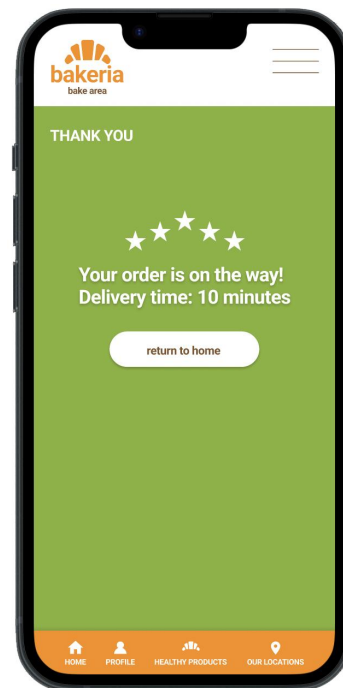 bakeria
bake area
THANK YOU
Your order is on the way!
Delivery time: 10 minutes
return to home
HOME PROFILE HEALTHY PRODUCTS OUR LOCATIONS